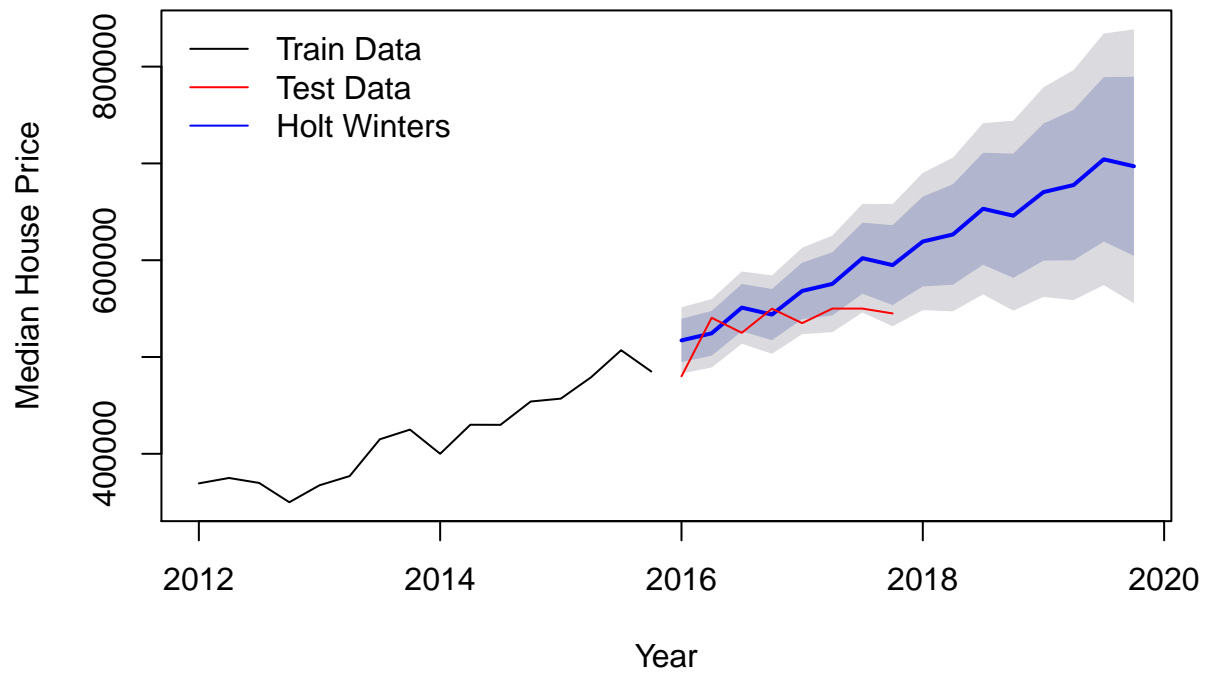 Train Data
Test Data
Holt Winters
Median House Price
800000
600000
400000
2012 2014 2016 2018 2020
Year